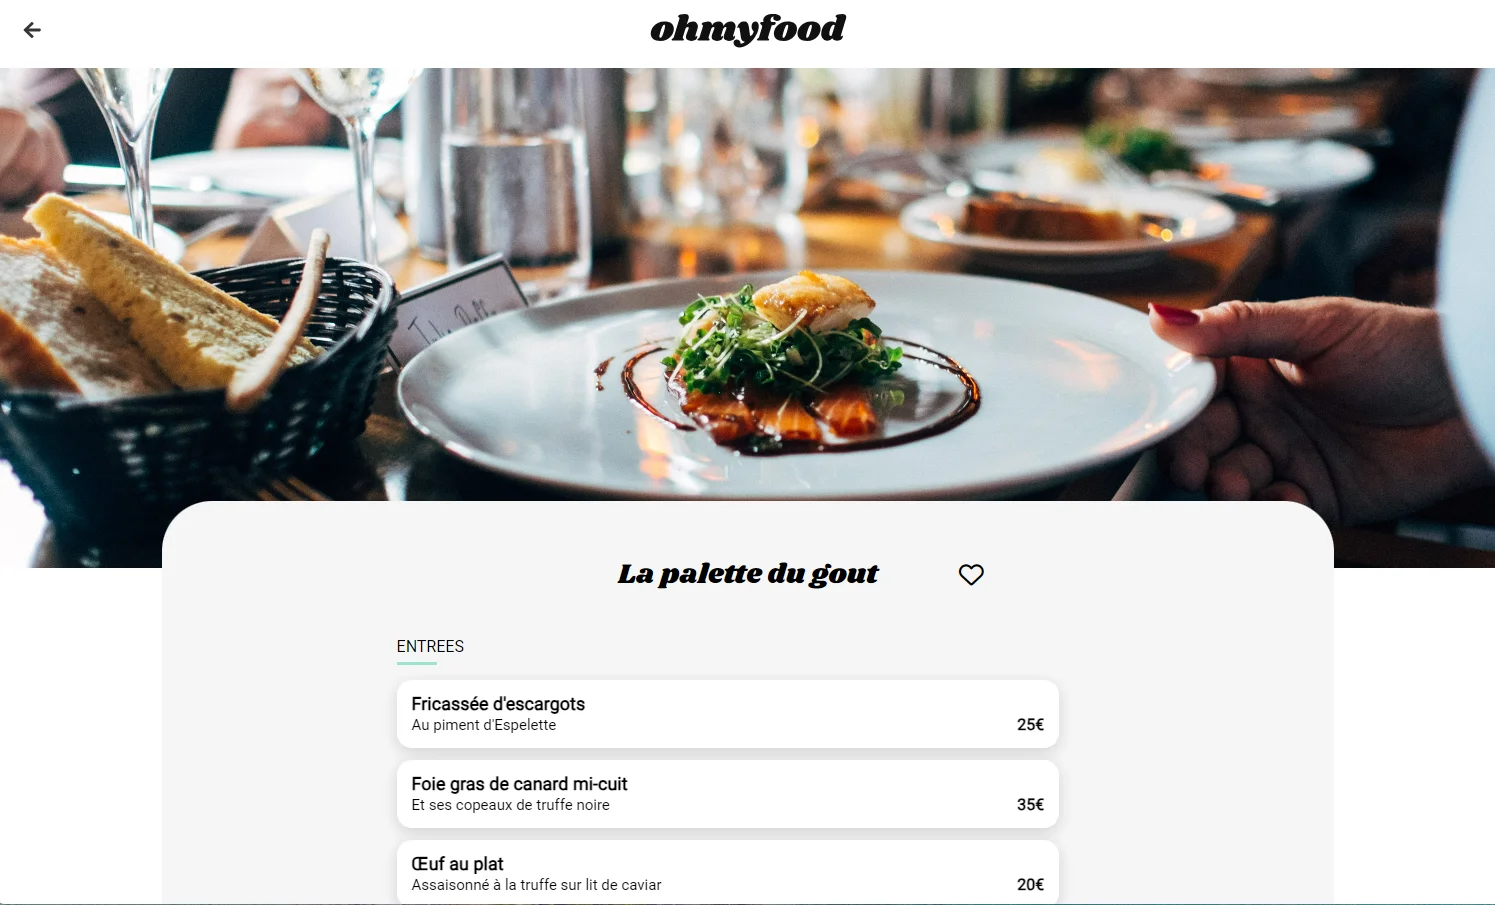 ohmyfood
La palette du gout
ENTREES
Fricassée d'escargots
Au piment d'Espelette
25€
Foie gras de canard mi-cuit
Et ses copeaux de truffe noire
35€
Œuf au plat
Assaisonné à la truffe sur lit de caviar
20€